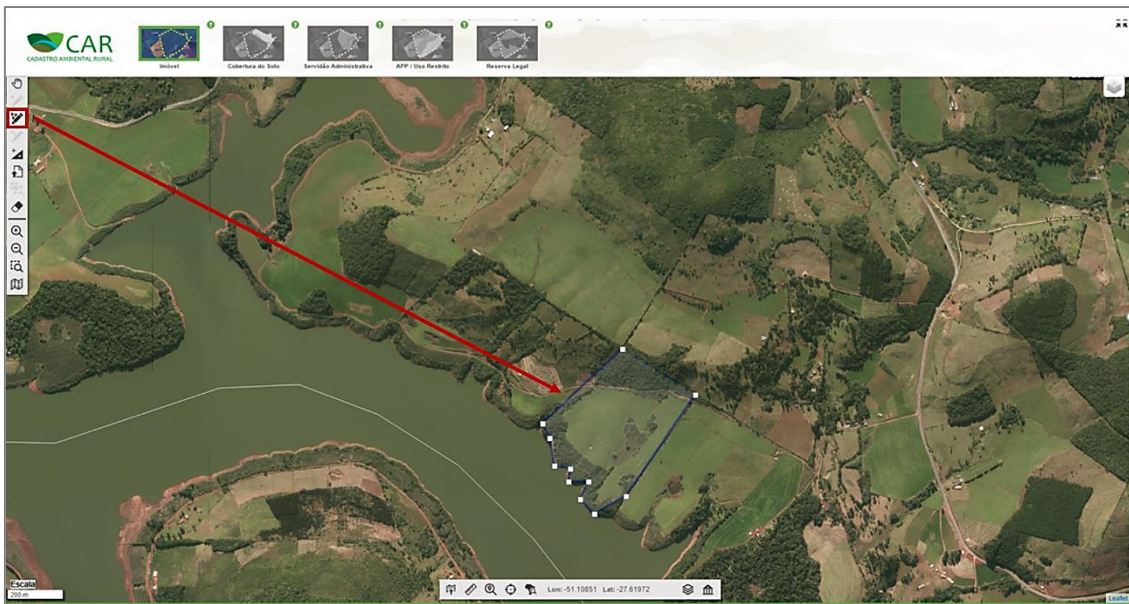 CAR
CADASTRO AMBIENTAL RURAL
Imóvel
Cobertura do Solo
Servidão Administrativa
APP / Uso Restrito
Reserva Legal
Escala
200 m
Lon: -51.10851 Lat: -27.61972
Leaflet